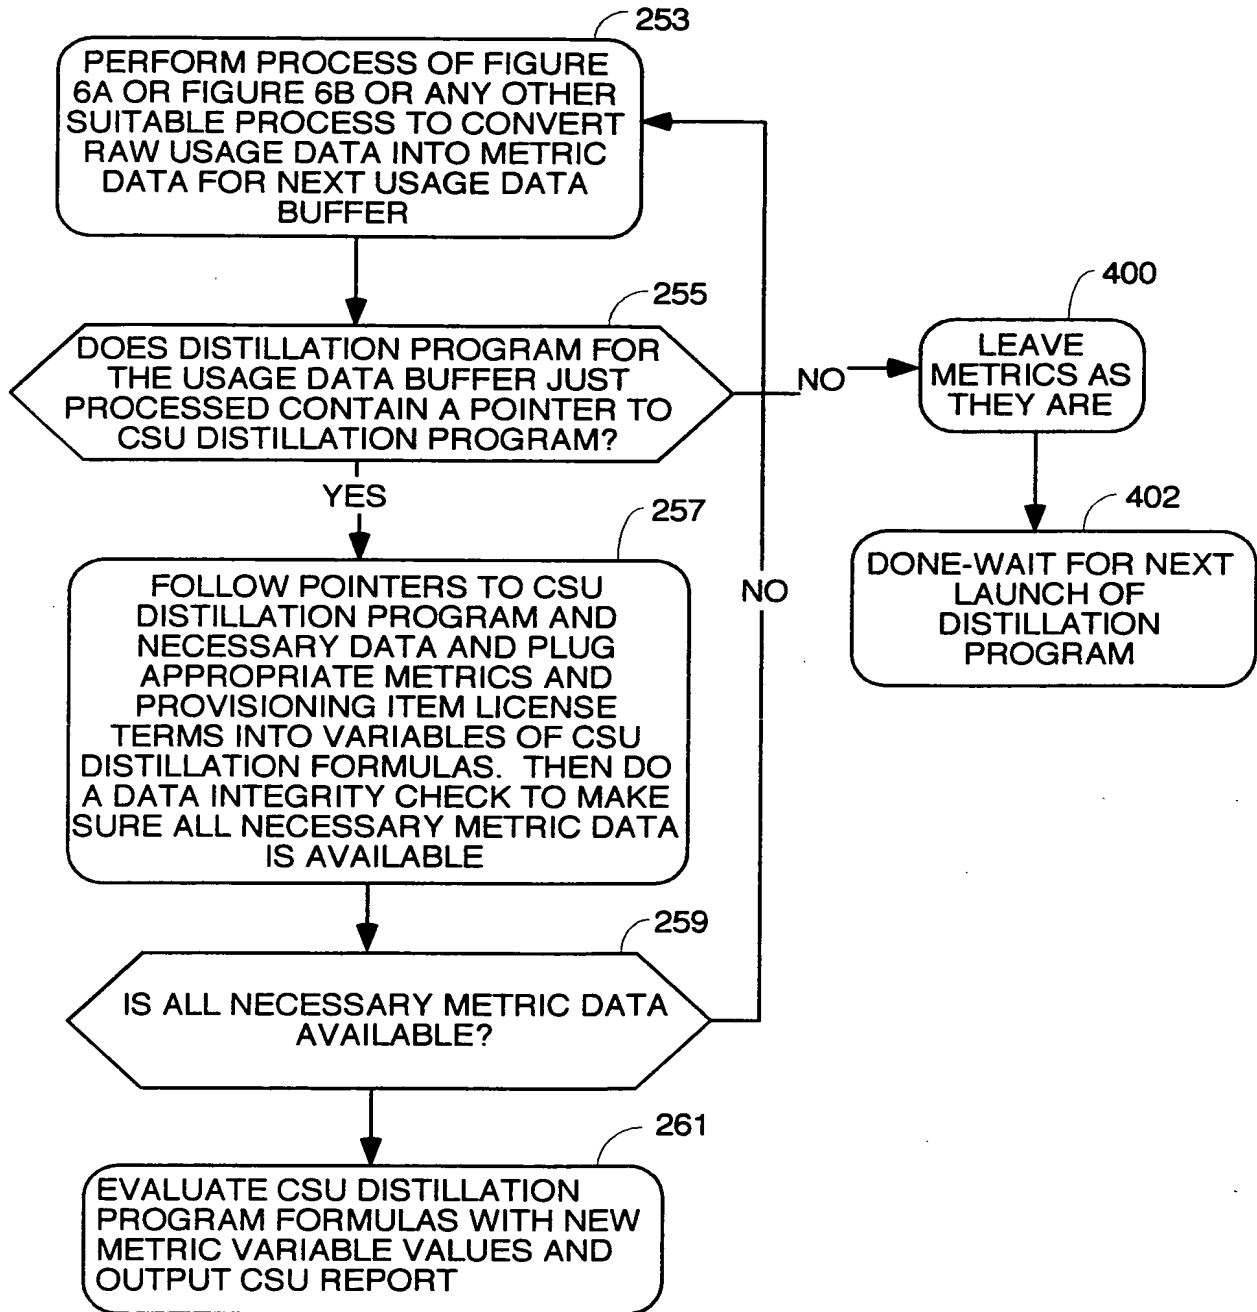 253
PERFORM PROCESS OF FIGURE
6A OR FIGURE 6B OR ANY OTHER
SUITABLE PROCESS TO CONVERT
RAW USAGE DATA INTO METRIC
DATA FOR NEXT USAGE DATA
BUFFER
255
DOES DISTILLATION PROGRAM FOR
THE USAGE DATA BUFFER JUST
PROCESSED CONTAIN A POINTER TO
CSU DISTILLATION PROGRAM?
NO
400
LEAVE
METRICS AS
THEY ARE
402
DONE-WAIT FOR NEXT
LAUNCH OF
DISTILLATION
PROGRAM
YES
257
FOLLOW POINTERS TO CSU
DISTILLATION PROGRAM AND
NECESSARY DATA AND PLUG
APPROPRIATE METRICS AND
PROVISIONING ITEM LICENSE
TERMS INTO VARIABLES OF CSU
DISTILLATION FORMULAS. THEN DO
A DATA INTEGRITY CHECK TO MAKE
SURE ALL NECESSARY METRIC DATA
IS AVAILABLE
NO
259
IS ALL NECESSARY METRIC DATA
AVAILABLE?
261
EVALUATE CSU DISTILLATION
PROGRAM FORMULAS WITH NEW
METRIC VARIABLE VALUES AND
OUTPUT CSU REPORT